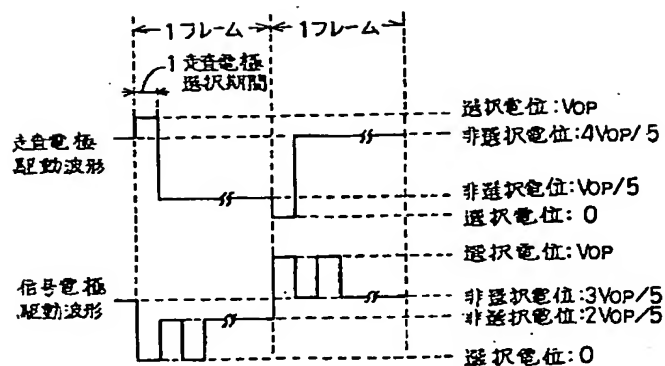 1フレーム 1フレーム
1走査電極
選択期間
選択電位:VOP
走査電極
駆動波形
非選択電位:4VOP/5
非選択電位:VOP/5
選択電位:0
選択電位:VOP
信号電極
駆動波形
非選択電位:3VOP/5
非選択電位:2VOP/5
選択電位:0